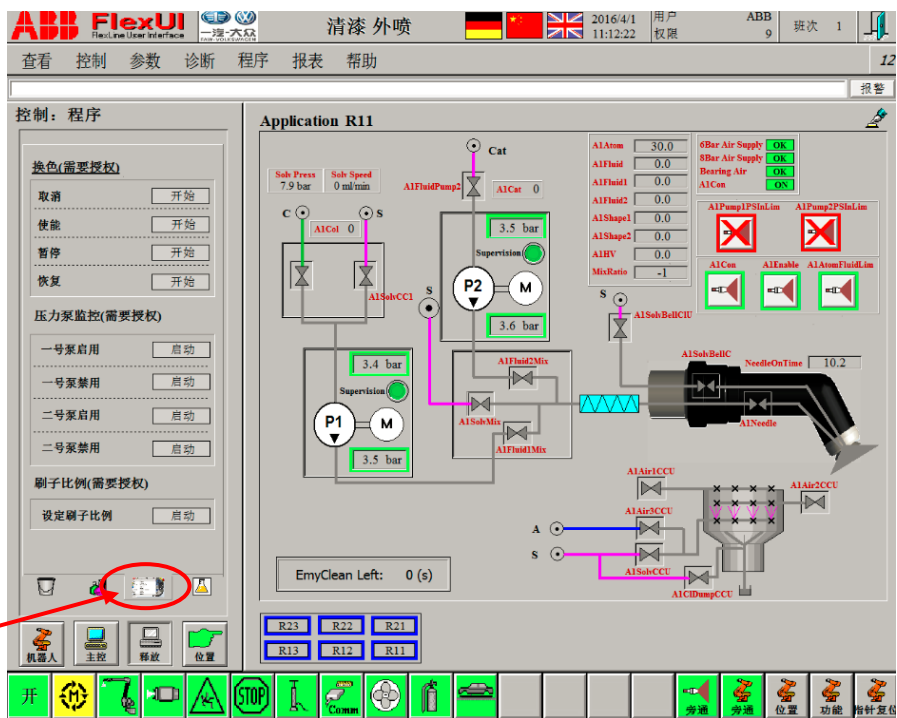 ABB FlexUI
FlexLine User Interface
一汽-大众
FAW-VOLKSWAGEN
清漆 外喷
2016/4/1
11:12:22
用户 ABB
权限 9
班次 1
查看 控制 参数 诊断 程序 报表 帮助
12
报警
控制：程序
换色(需要授权)
取消 开始
使能 开始
暂停 开始
恢复 开始
压力泵监控(需要授权)
一号泵启用 启动
一号泵禁用 启动
二号泵启用 启动
二号泵禁用 启动
刷子比例(需要授权)
设定刷子比例 启动
机器人 主控 释放 位置
Application R11
Cat
Solv Press Solv Speed
7.9 bar 0 ml/min
A1FluidPump2
A1Cat 0
C S
A1Col 0
A1SolvCC1
3.5 bar
Supervision
P2 M
3.6 bar
S
3.4 bar
Supervision
P1 M
3.5 bar
A1Fluid2Mix
A1SolvMix
A1Fluid1Mix
A1Atom 30.0
A1Fluid 0.0
A1Fluid1 0.0
A1Fluid2 0.0
A1Shape1 0.0
A1Shape2 0.0
A1HV 0.0
MixRatio -1
6Bar Air Supply OK
8Bar Air Supply OK
Bearing Air OK
A1Con ON
A1Pump1PSInLim A1Pump2PSInLim
A1Con A1Enable A1AtomFluidLim
S
A1SolvBellClU
A1SolvBellC
NeedleOnTime 10.2
A1Needle
A1Air1CCU
A1Air2CCU
A1Air3CCU
A
S
A1SolvCCU
A1ClDumpCCU
EmyClean Left: 0 (s)
R23 R22 R21
R13 R12 R11
开 M STOP Comm 旁通 旁通 位置 功能 指针复位